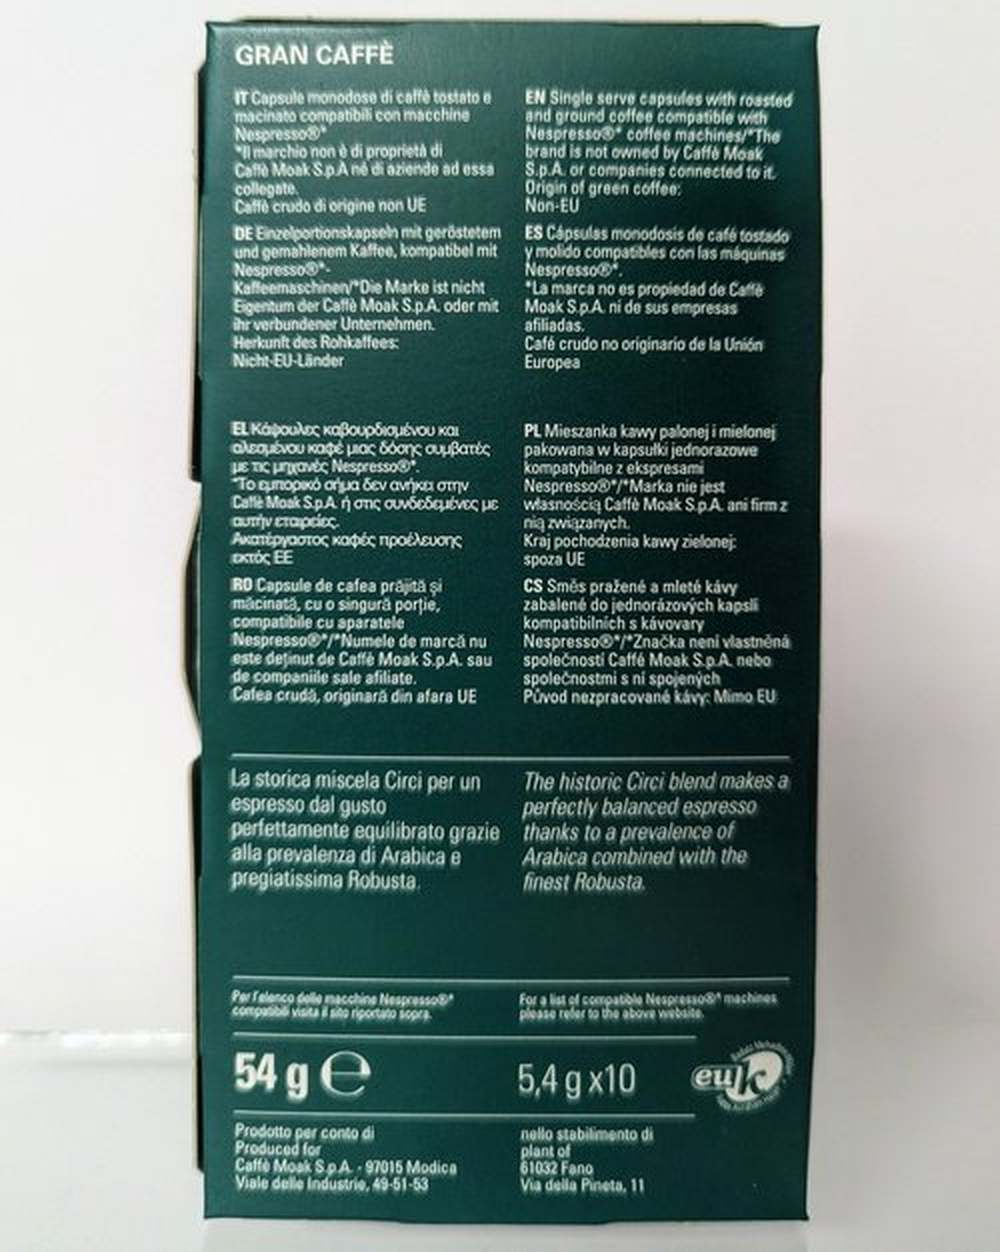 GRAN CAFFÈ
IT Capsule monodose di caffè tostato e
macinato compatibili con macchine
Nespresso®*
*Il marchio non è di proprietà di
Caffè Moak S.p.A né di aziende ad essa
collegate.
Caffè crudo di origine non UE
EN Single serve capsules with roasted
and ground coffee compatible with
Nespresso®* coffee machines/*The
brand is not owned by Caffè Moak
S.p.A. or companies connected to it.
Origin of green coffee:
Non-EU
DE Einzelportionskapseln mit geröstetem
und gemahlenem Kaffee, kompatibel mit
Nespresso®*-
Kaffeemaschinen/*Die Marke ist nicht
Eigentum der Caffè Moak S.p.A. oder mit
ihr verbundener Unternehmen.
Herkunft des Rohkaffees:
Nicht-EU-Länder
ES Cápsulas monodosis de café tostado
y molido compatibles con las máquinas
Nespresso®*.
*La marca no es propiedad de Caffè
Moak S.p.A. ni de sus empresas
afiliadas.
Café crudo no originario de la Unión
Europea
EL Κάψουλες καβουρδισμένου και
αλεσμένου καφέ μιας δόσης συμβατές
με τις μηχανές Nespresso®*.
*Το εμπορικό σήμα δεν ανήκει στην
Caffè Moak S.p.A. ή στις συνδεδεμένες με
αυτήν εταιρείες.
Ακατέργαστος καφές προέλευσης
εκτός ΕΕ
PL Mieszanka kawy palonej i mielonej
pakowana w kapsułki jednorazowe
kompatybilne z ekspresami
Nespresso®*/*Marka nie jest
własnością Caffè Moak S.p.A. ani firm z
nią związanych.
Kraj pochodzenia kawy zielonej:
spoza UE
RO Capsule de cafea prăjită și
măcinată, cu o singură porție,
compatibile cu aparatele
Nespresso®*/*Numele de marcă nu
este deținut de Caffè Moak S.p.A. sau
de companiile sale afiliate.
Cafea crudă, originară din afara UE
CS Směs pražené a mleté kávy
zabalené do jednorázových kapslí
kompatibilních s kávovary
Nespresso®*/*Značka není vlastněná
společností Caffé Moak S.p.A. nebo
společnostmi s ní spojených
Původ nezpracované kávy: Mimo EU
La storica miscela Circi per un
espresso dal gusto
perfettamente equilibrato grazie
alla prevalenza di Arabica e
pregiatissima Robusta.
The historic Circi blend makes a
perfectly balanced espresso
thanks to a prevalence of
Arabica combined with the
finest Robusta.
Per l'elenco delle macchine Nespresso®*
compatibili visita il sito riportato sopra.
For a list of compatible Nespresso®* machines
please refer to the above website.
54 g ℮
5,4 g x10
euk
Prodotto per conto di
Produced for
Caffè Moak S.p.A. - 97015 Modica
Viale delle Industrie, 49-51-53
nello stabilimento di
plant of
61032 Fano
Via della Pineta, 11